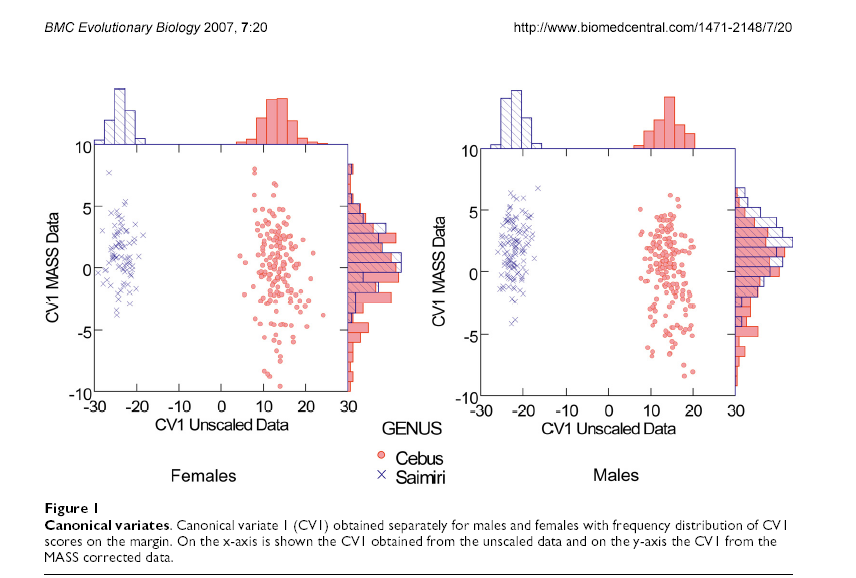 BMC Evolutionary Biology 2007, 7:20
http://www.biomedcentral.com/1471-2148/7/20
CV1 MASS Data
10
5
0
-5
-10
-30 -20 -10 0 10 20 30
CV1 Unscaled Data
Females
CV1 MASS Data
10
5
0
-5
-10
-30 -20 -10 0 10 20 30
CV1 Unscaled Data
Males
GENUS
Cebus
Saimiri
Figure 1
Canonical variates. Canonical variate 1 (CV1) obtained separately for males and females with frequency distribution of CV1
scores on the margin. On the x-axis is shown the CV1 obtained from the unscaled data and on the y-axis the CV1 from the
MASS corrected data.